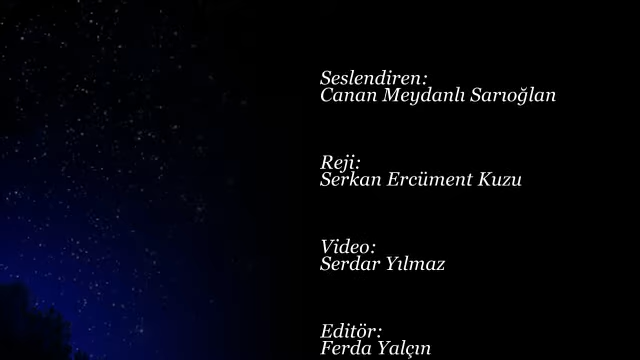 Seslendiren:
Canan Meydanlı Sarıoğlan
Reji:
Serkan Ercüment Kuzu
Video:
Serdar Yılmaz
Editör:
Ferda Yalçın